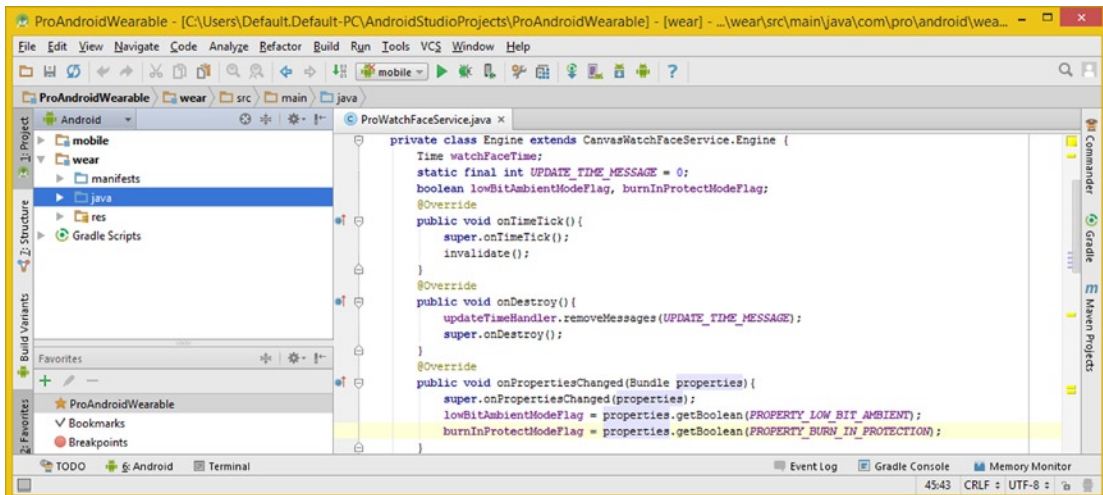 ProAndroidWearable - [C:\Users\Default.Default-PC\AndroidStudioProjects\ProAndroidWearable] - [wear] - ...\wear\src\main\java\com\pro\android\wea...
File Edit View Navigate Code Analyze Refactor Build Run Tools VCS Window Help
mobile
ProAndroidWearable wear src main java
1: Project
Z: Structure
Build Variants
2: Favorites
Android
mobile
wear
manifests
java
res
Gradle Scripts
Favorites
ProAndroidWearable
Bookmarks
Breakpoints
ProWatchFaceService.java
private class Engine extends CanvasWatchFaceService.Engine {
Time watchFaceTime;
static final int UPDATE_TIME_MESSAGE = 0;
boolean lowBitAmbientModeFlag, burnInProtectModeFlag;
@Override
public void onTimeTick(){
super.onTimeTick();
invalidate();
}
@Override
public void onDestroy(){
updateTimeHandler.removeMessages(UPDATE_TIME_MESSAGE);
super.onDestroy();
}
@Override
public void onPropertiesChanged(Bundle properties){
super.onPropertiesChanged(properties);
lowBitAmbientModeFlag = properties.getBoolean(PROPERTY_LOW_BIT_AMBIENT);
burnInProtectModeFlag = properties.getBoolean(PROPERTY_BURN_IN_PROTECTION);
}
Commander
Gradle
m Maven Projects
TODO 6: Android Terminal Event Log Gradle Console Memory Monitor
45:43 CRLF UTF-8